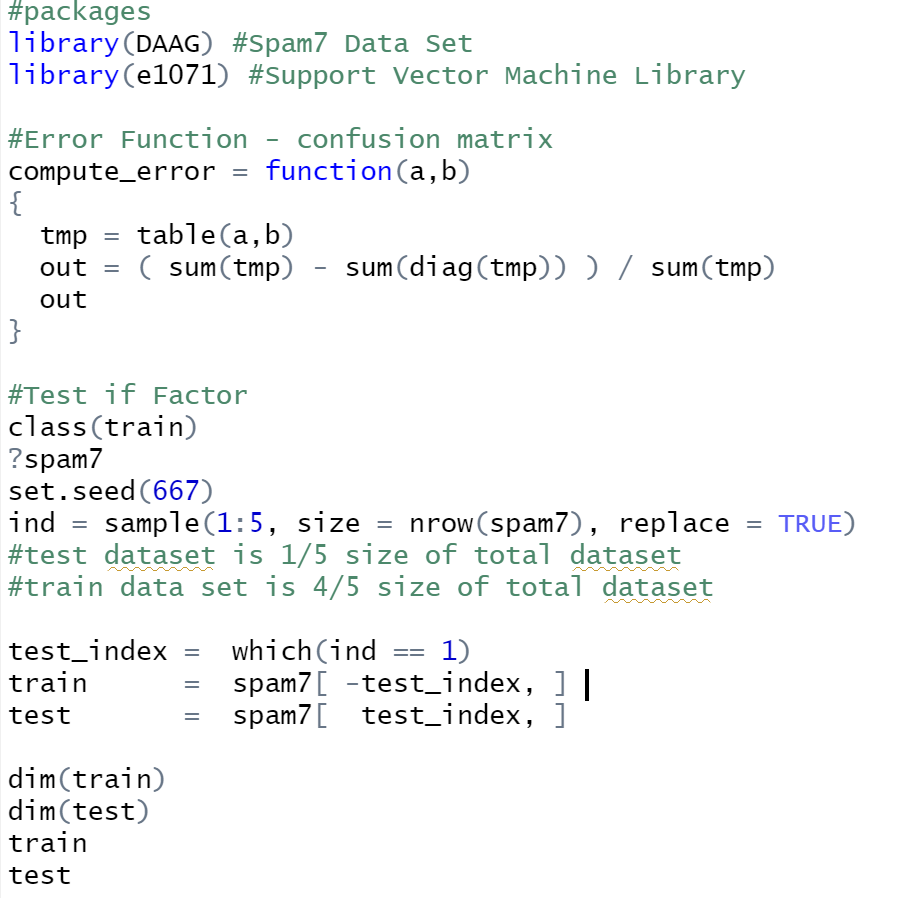 #packages
library(DAAG) #Spam7 Data Set
library(e1071) #Support Vector Machine Library

#Error Function - confusion matrix
compute_error = function(a,b)
{
  tmp = table(a,b)
  out = ( sum(tmp) - sum(diag(tmp)) ) / sum(tmp)
  out
}

#Test if Factor
class(train)
?spam7
set.seed(667)
ind = sample(1:5, size = nrow(spam7), replace = TRUE)
#test dataset is 1/5 size of total dataset
#train data set is 4/5 size of total dataset

test_index =  which(ind == 1)
train      =  spam7[ -test_index, ]
test       =  spam7[  test_index, ]

dim(train)
dim(test)
train
test